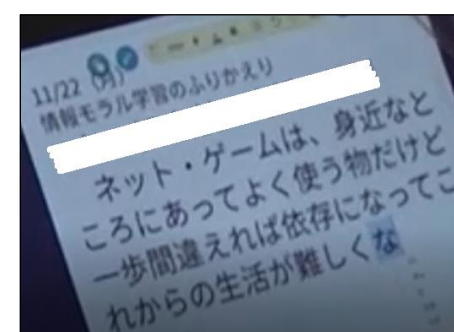 11/22 (月)
情報モラル学習のふりかえり
ネット・ゲームは、身近なと
ころにあってよく使う物だけど
一歩間違えれば依存になってこ
れからの生活が難しくな